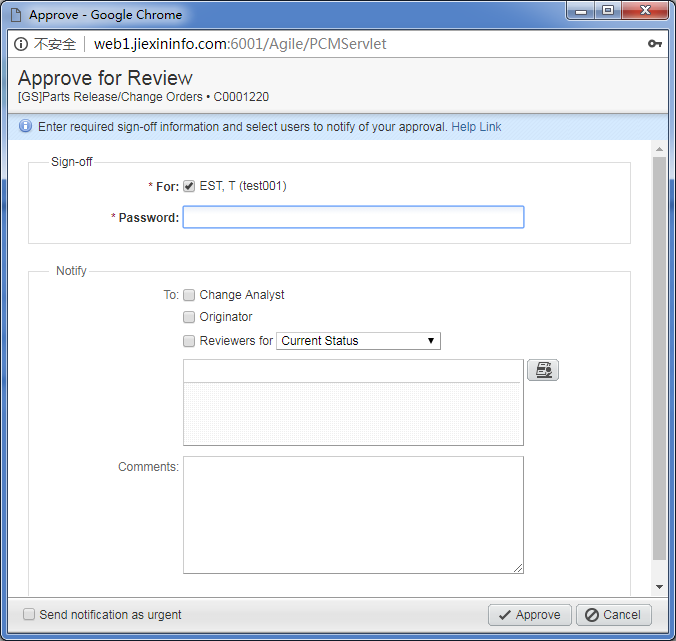 Approve - Google Chrome
不安全 web1.jiexininfo.com:6001/Agile/PCMServlet
Approve for Review
[GS]Parts Release/Change Orders • C0001220
Enter required sign-off information and select users to notify of your approval. Help Link
Sign-off
* For: EST, T (test001)
* Password:
Notify
To: Change Analyst
Originator
Reviewers for Current Status
Comments:
Send notification as urgent Approve Cancel